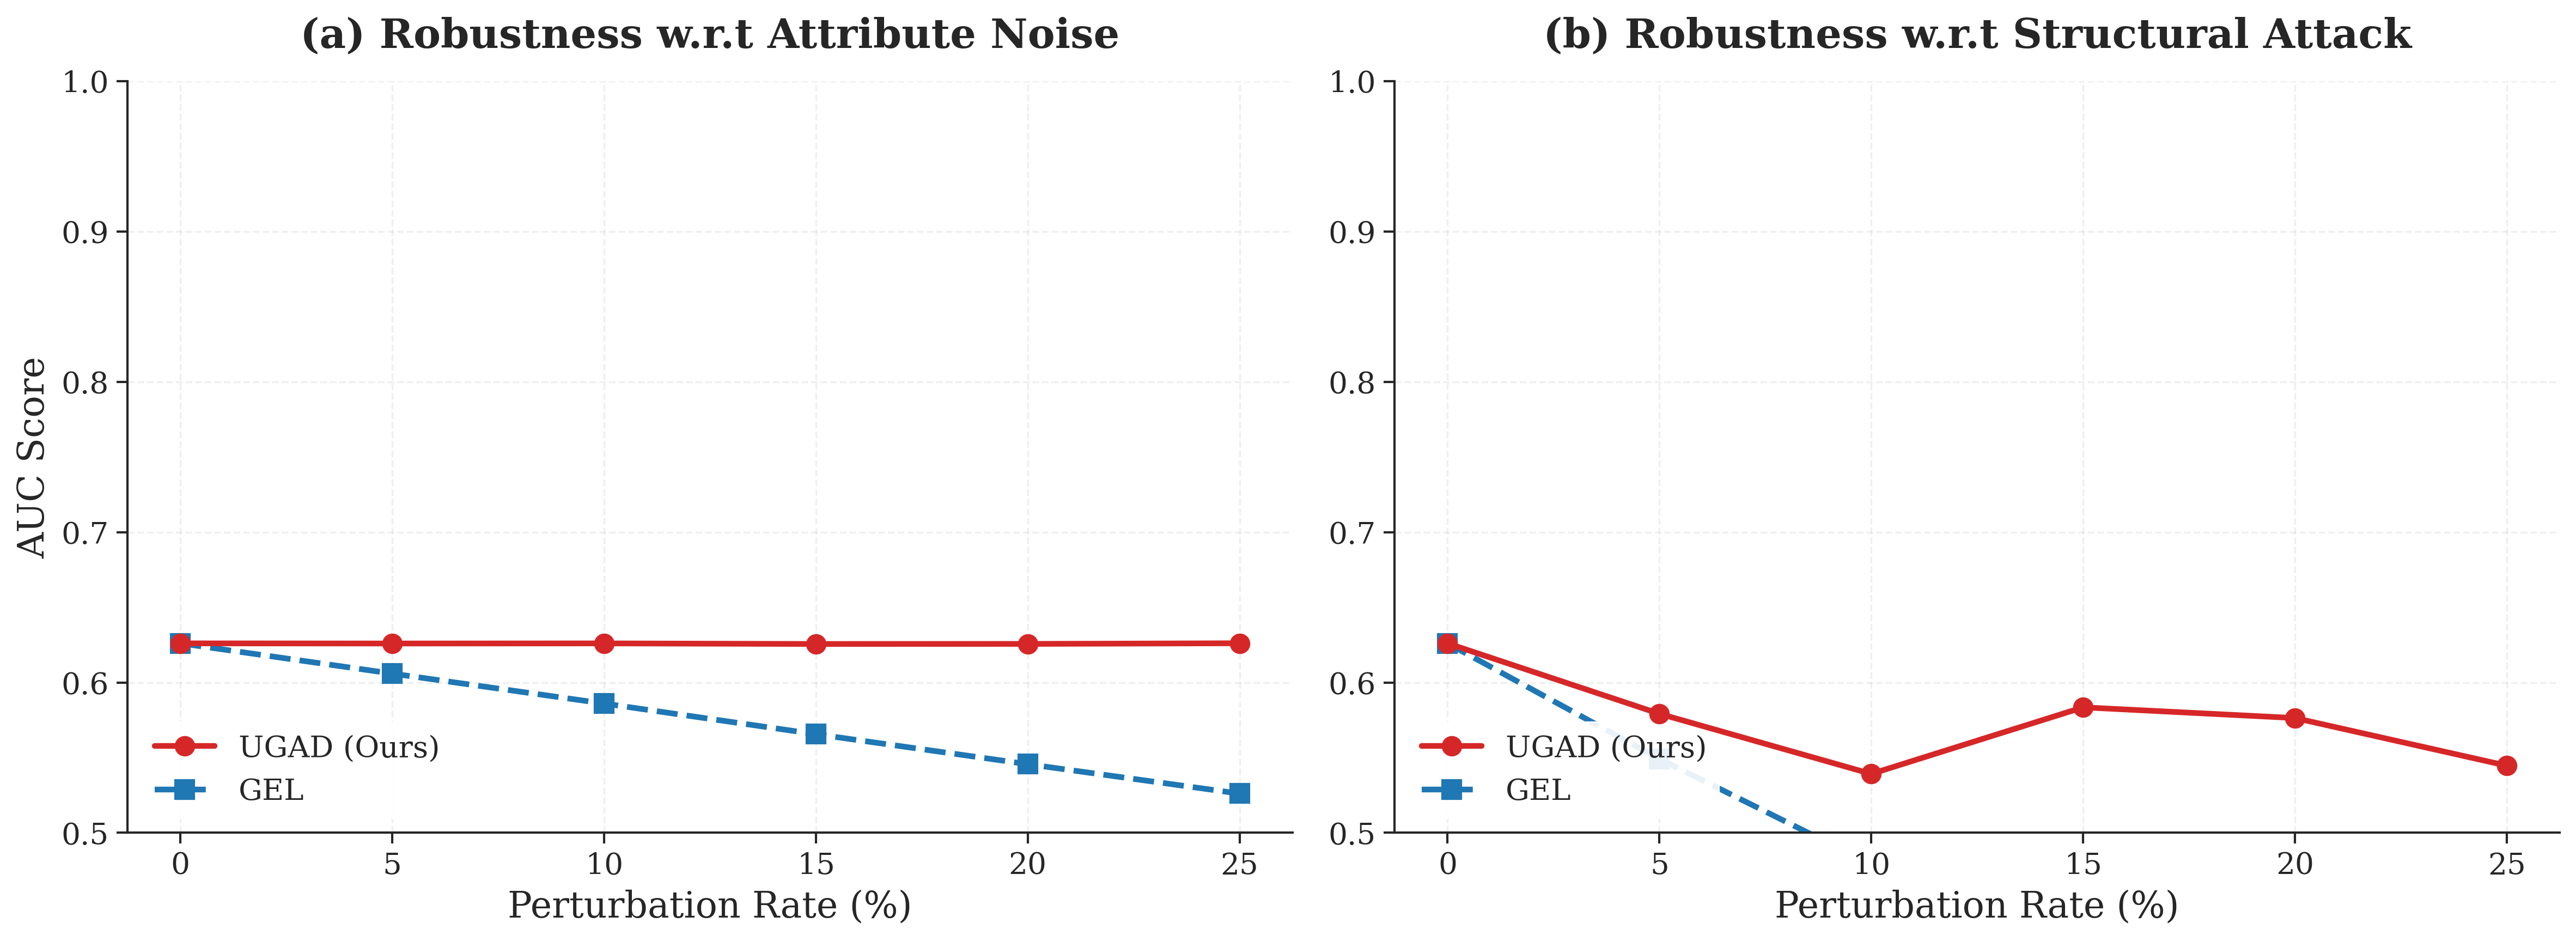 (a) Robustness w.r.t Attribute Noise
1.0
0.9
0.8
0.7
0.6
0.5
AUC Score
UGAD (Ours)
GEL
0 5 10 15 20 25
Perturbation Rate (%)
(b) Robustness w.r.t Structural Attack
1.0
0.9
0.8
0.7
0.6
0.5
UGAD (Ours)
GEL
0 5 10 15 20 25
Perturbation Rate (%)